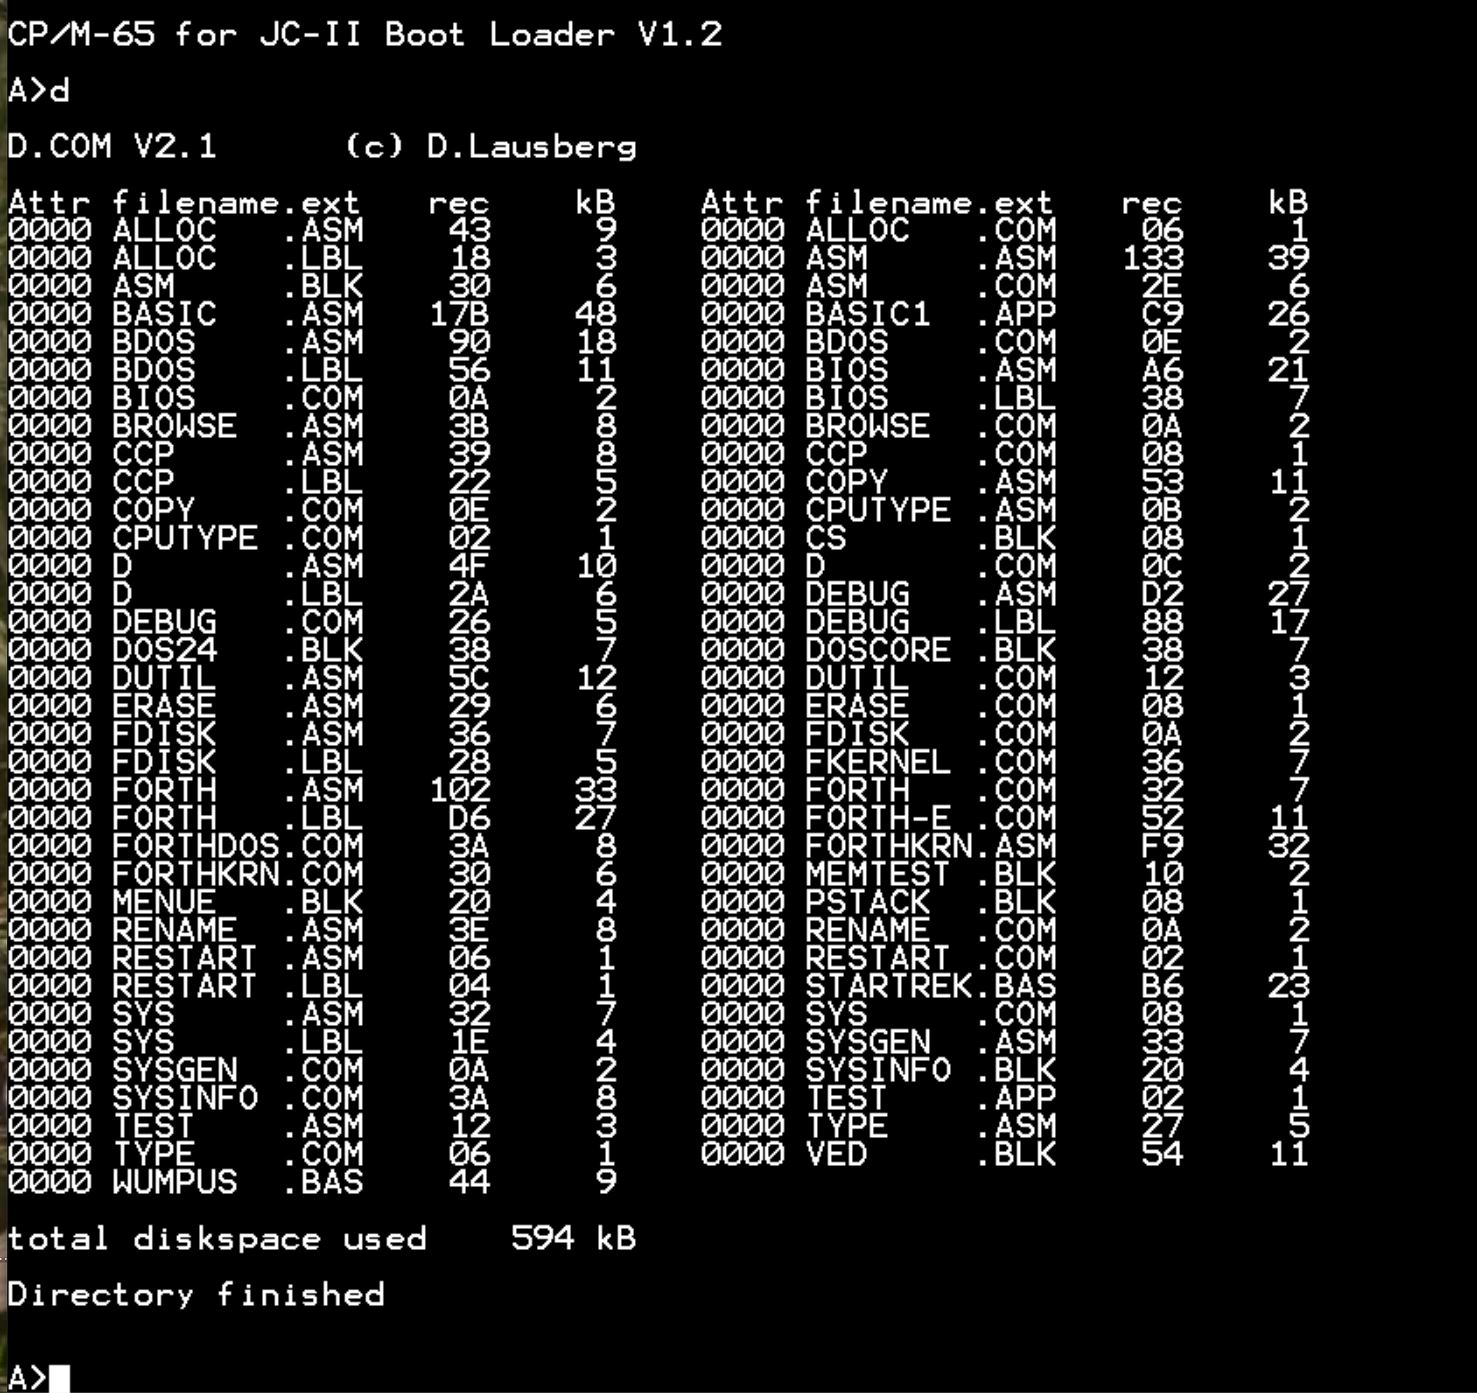 CP/M-65 for JC-II Boot Loader V1.2
A>d
D.COM V2.1      (c) D.Lausberg
Attr filename.ext   rec    kB    Attr filename.ext   rec    kB
0000 ALLOC   .ASM    43     9    0000 ALLOC   .COM    06     1
0000 ALLOC   .LBL    18     3    0000 ASM     .ASM   133    39
0000 ASM     .BLK    30     6    0000 ASM     .COM    2E     6
0000 BASIC   .ASM   17B    48    0000 BASIC1  .APP    C9    26
0000 BDOS    .ASM    90    18    0000 BDOS    .COM    0E     2
0000 BDOS    .LBL    56    11    0000 BIOS    .ASM    A6    21
0000 BIOS    .COM    0A     2    0000 BIOS    .LBL    38     7
0000 BROWSE  .ASM    3B     8    0000 BROWSE  .COM    0A     2
0000 CCP     .ASM    39     8    0000 CCP     .COM    08     1
0000 CCP     .LBL    22     5    0000 COPY    .ASM    53    11
0000 COPY    .COM    0E     2    0000 CPUTYPE .ASM    0B     2
0000 CPUTYPE .COM    02     1    0000 CS      .BLK    08     1
0000 D       .ASM    4F    10    0000 D       .COM    0C     2
0000 D       .LBL    2A     6    0000 DEBUG   .ASM    D2    27
0000 DEBUG   .COM    26     5    0000 DEBUG   .LBL    88    17
0000 DOS24   .BLK    38     7    0000 DOSCORE .BLK    38     7
0000 DUTIL   .ASM    5C    12    0000 DUTIL   .COM    12     3
0000 ERASE   .ASM    29     6    0000 ERASE   .COM    08     1
0000 FDISK   .ASM    36     7    0000 FDISK   .COM    0A     2
0000 FDISK   .LBL    28     5    0000 FKERNEL .COM    36     7
0000 FORTH   .ASM   102    33    0000 FORTH   .COM    32     7
0000 FORTH   .LBL    D6    27    0000 FORTH-E .COM    52    11
0000 FORTHDOS.COM    3A     8    0000 FORTHKRN.ASM    F9    32
0000 FORTHKRN.COM    30     6    0000 MEMTEST .BLK    10     2
0000 MENUE   .BLK    20     4    0000 PSTACK  .BLK    08     1
0000 RENAME  .ASM    3E     8    0000 RENAME  .COM    0A     2
0000 RESTART .ASM    06     1    0000 RESTART .COM    02     1
0000 RESTART .LBL    04     1    0000 STARTREK.BAS    B6    23
0000 SYS     .ASM    32     7    0000 SYS     .COM    08     1
0000 SYS     .LBL    1E     4    0000 SYSGEN  .ASM    33     7
0000 SYSGEN  .COM    0A     2    0000 SYSINFO .BLK    20     4
0000 SYSINFO .COM    3A     8    0000 TEST    .APP    02     1
0000 TEST    .ASM    12     3    0000 TYPE    .ASM    27     5
0000 TYPE    .COM    06     1    0000 VED     .BLK    54    11
0000 WUMPUS  .BAS    44     9
total diskspace used    594 kB
Directory finished
A>